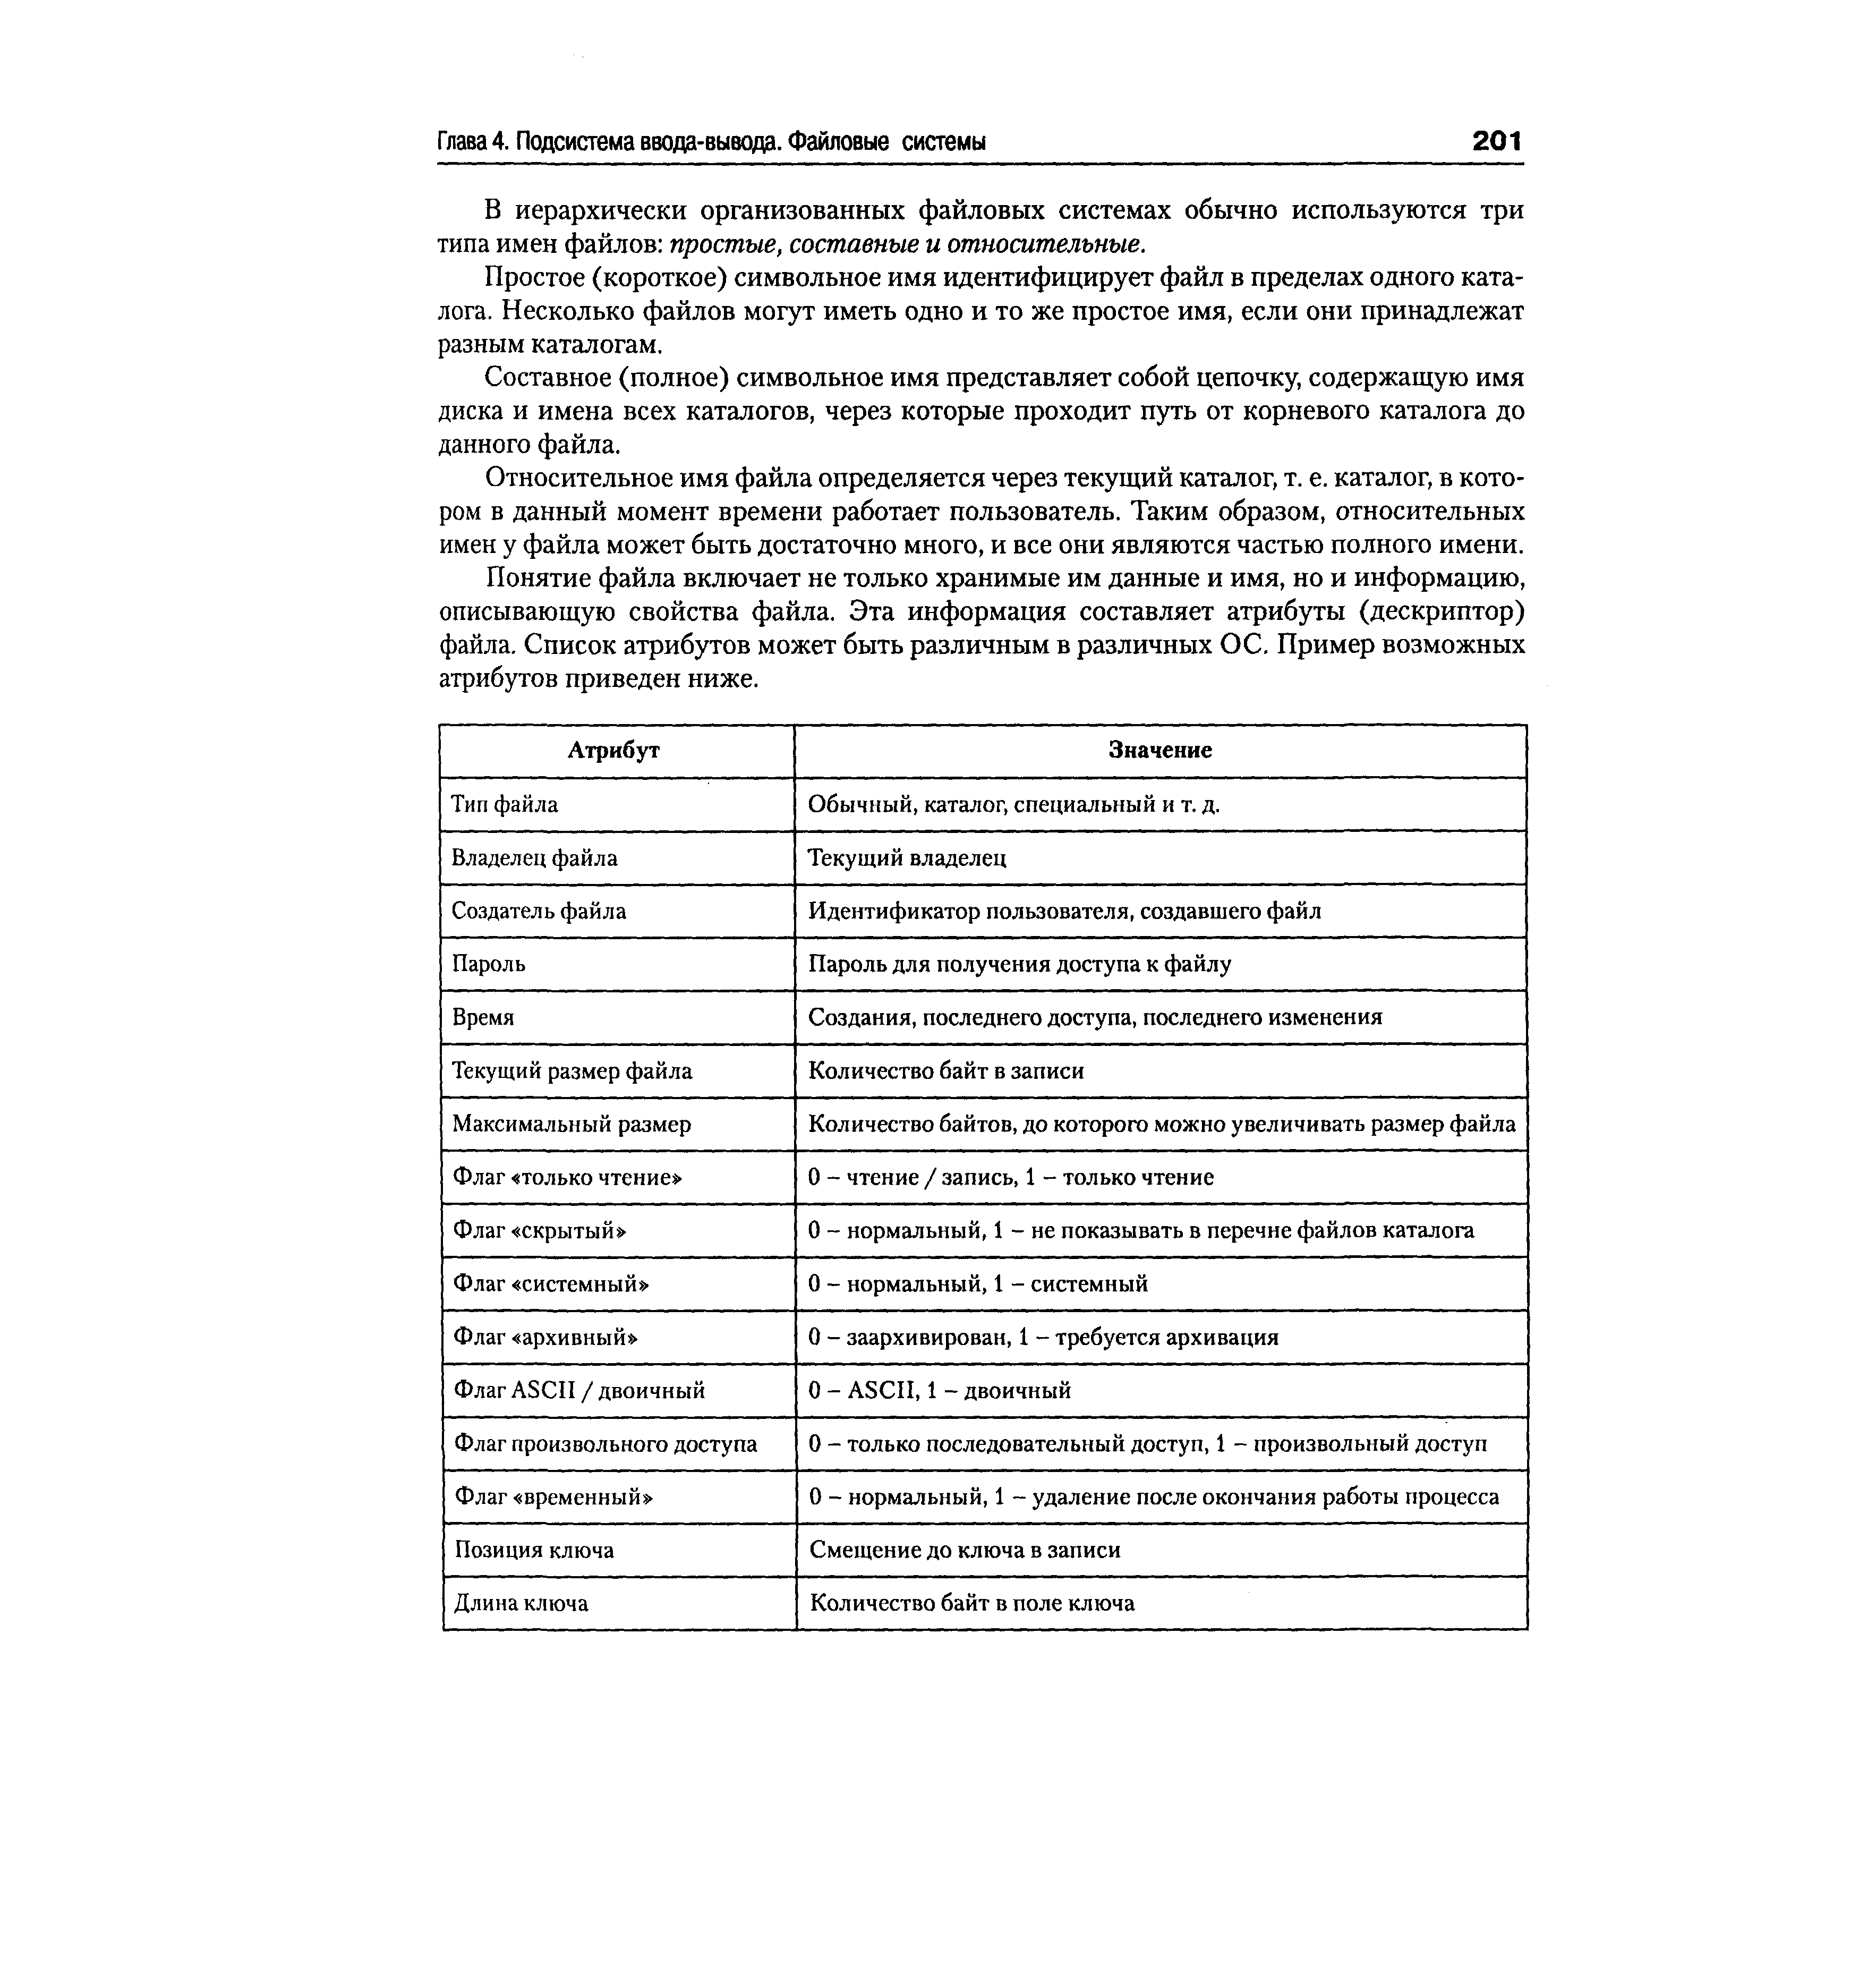 Глава 4. Подсистема ввода-вывода. Файловые системы 201
В иерархически организованных файловых системах обычно используются три
типа имен файлов: простые, составные и относительные.
Простое (короткое) символьное имя идентифицирует файл в пределах одного ката-
лога. Несколько файлов могут иметь одно и то же простое имя, если они принадлежат
разным каталогам.
Составное (полное) символьное имя представляет собой цепочку, содержащую имя
диска и имена всех каталогов, через которые проходит путь от корневого каталога до
данного файла.
Относительное имя файла определяется через текущий каталог, т. е. каталог, в кото-
ром в данный момент времени работает пользователь. Таким образом, относительных
имен у файла может быть достаточно много, и все они являются частью полного имени.
Понятие файла включает не только хранимые им данные и имя, но и информацию,
описывающую свойства файла. Эта информация составляет атрибуты (дескриптор)
файла. Список атрибутов может быть различным в различных ОС. Пример возможных
атрибутов приведен ниже.
Атрибут Значение
Тип файла Обычный, каталог, специальный и т. д.
Владелец файла Текущий владелец
Создатель файла Идентификатор пользователя, создавшего файл
Пароль Пароль для получения доступа к файлу
Время Создания, последнего доступа, последнего изменения
Текущий размер файла Количество байт в записи
Максимальный размер Количество байтов, до которого можно увеличивать размер файла
Флаг «только чтение» 0 – чтение / запись, 1 – только чтение
Флаг «скрытый» 0 – нормальный, 1 – не показывать в перечне файлов каталога
Флаг «системный» 0 – нормальный, 1 – системный
Флаг «архивный» 0 – заархивирован, 1 – требуется архивация
Флаг ASCII / двоичный 0 – ASCII, 1 – двоичный
Флаг произвольного доступа 0 – только последовательный доступ, 1 – произвольный доступ
Флаг «временный» 0 – нормальный, 1 – удаление после окончания работы процесса
Позиция ключа Смещение до ключа в записи
Длина ключа Количество байт в поле ключа